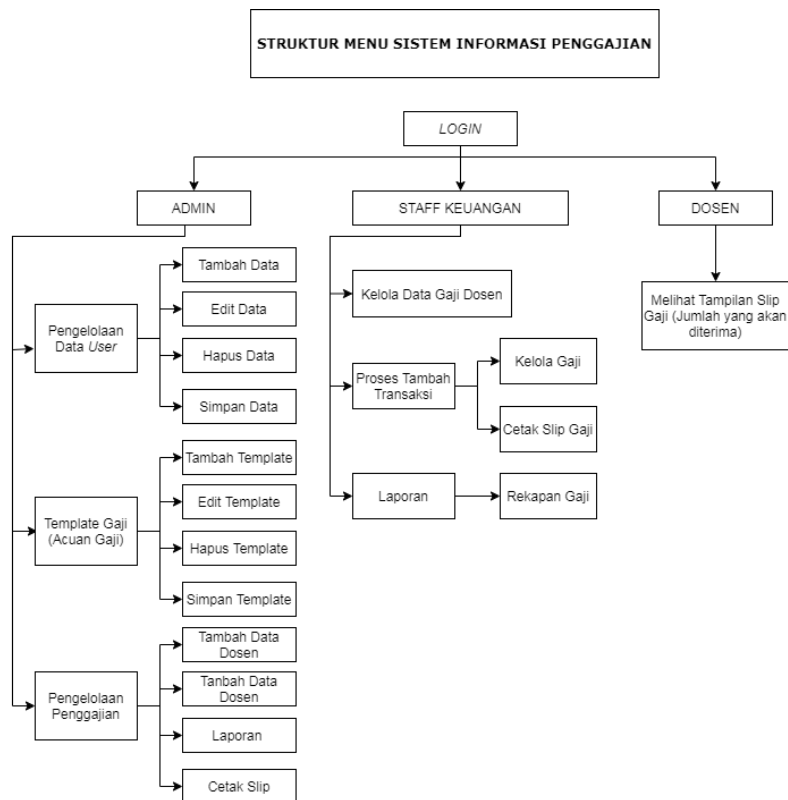 STRUKTUR MENU SISTEM INFORMASI PENGGAJIAN
LOGIN
ADMIN
Pengelolaan
Data User
Tambah Data
Edit Data
Hapus Data
Simpan Data
Template Gaji
(Acuan Gaji)
Tambah Template
Edit Template
Hapus Template
Simpan Template
Pengelolaan
Penggajian
Tambah Data
Dosen
Tanbah Data
Dosen
Laporan
Cetak Slip
STAFF KEUANGAN
Kelola Data Gaji Dosen
Proses Tambah
Transaksi
Kelola Gaji
Cetak Slip Gaji
Laporan
Rekapan Gaji
DOSEN
Melihat Tampilan Slip
Gaji (Jumlah yang akan
diterima)